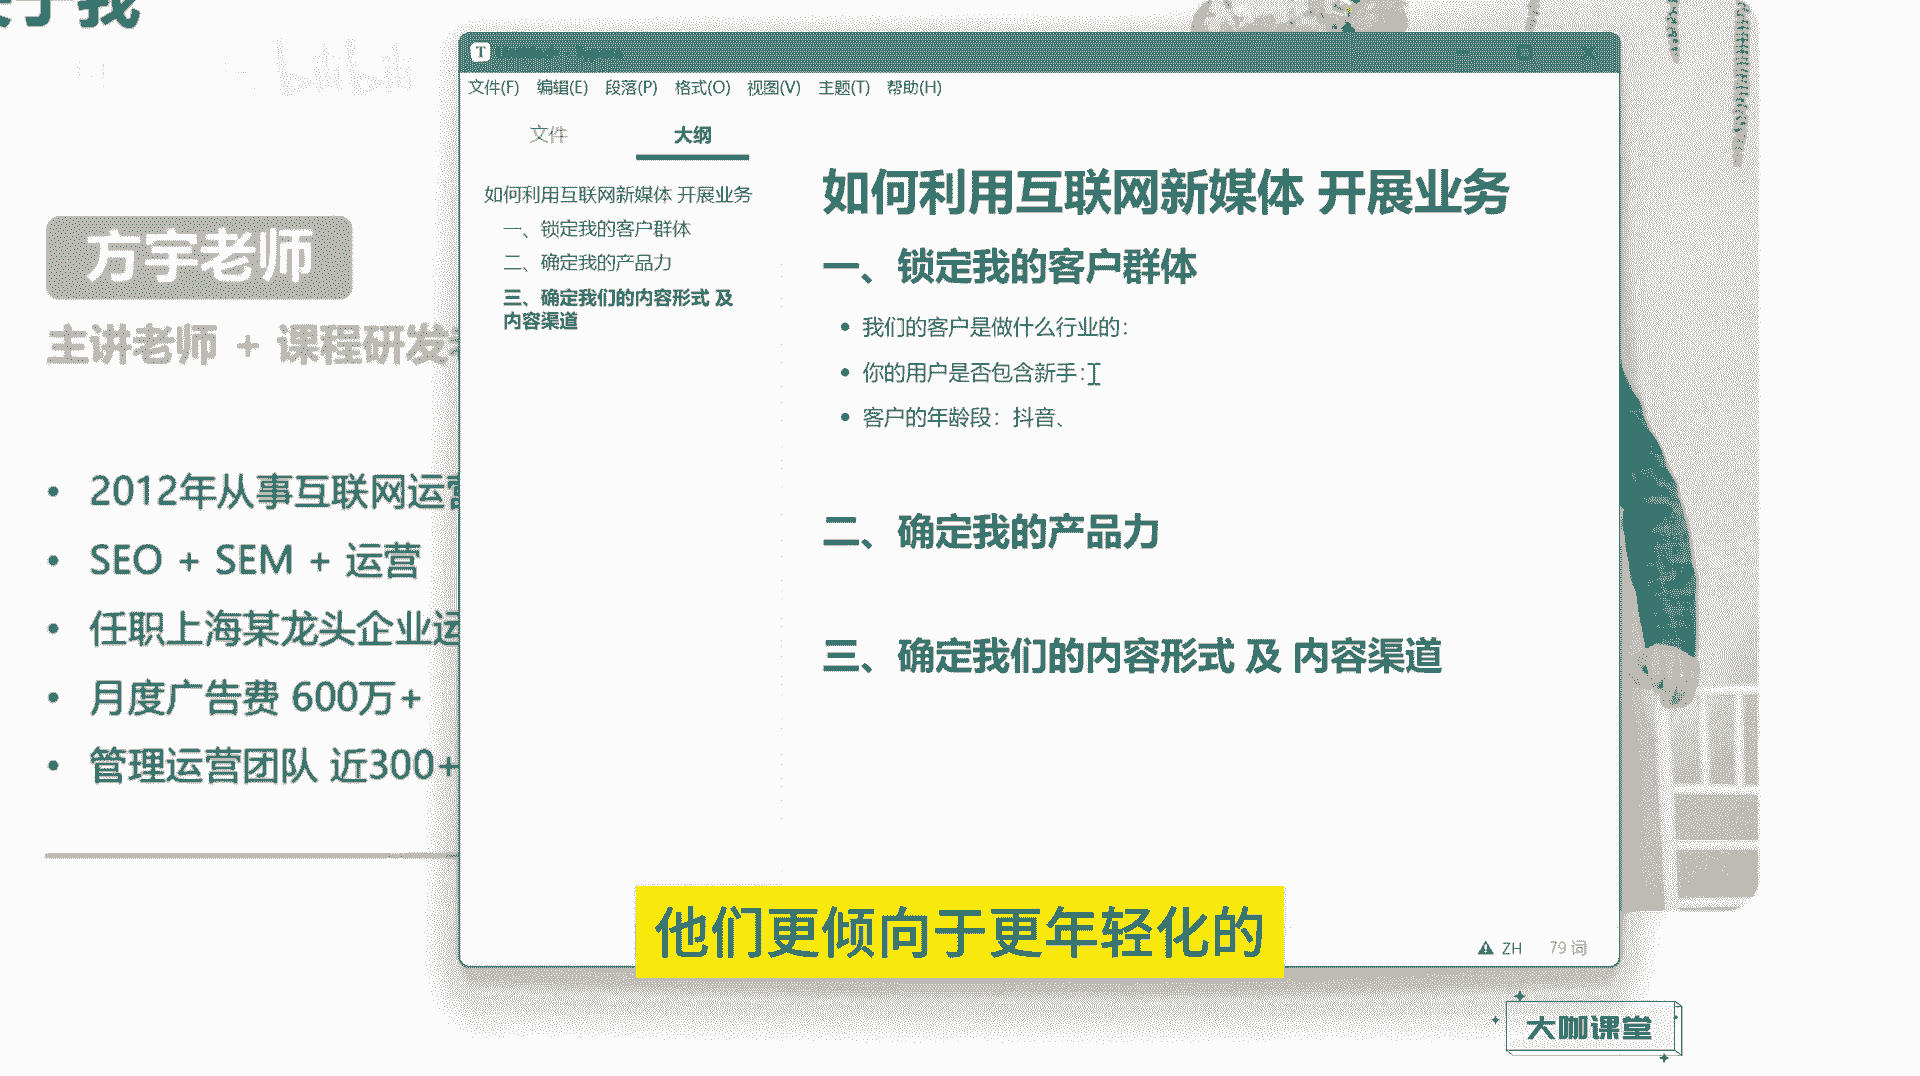 于我
方宇老师
主讲老师 + 课程研发
2012年从事互联网运营
SEO + SEM + 运营
任职上海某龙头企业运
月度广告费 600万+
管理运营团队 近300+
T
文件(F) 编辑(E) 段落(P) 格式(O) 视图(V) 主题(T) 帮助(H)
文件 大纲
如何利用互联网新媒体 开展业务
一、锁定我的客户群体
二、确定我的产品力
三、确定我们的内容形式 及
内容渠道
如何利用互联网新媒体 开展业务
一、锁定我的客户群体
我们的客户是做什么行业的：
你的用户是否包含新手：
客户的年龄段：抖音、
二、确定我的产品力
三、确定我们的内容形式 及 内容渠道
他们更倾向于更年轻化的
ZH 79 词
大咖课堂